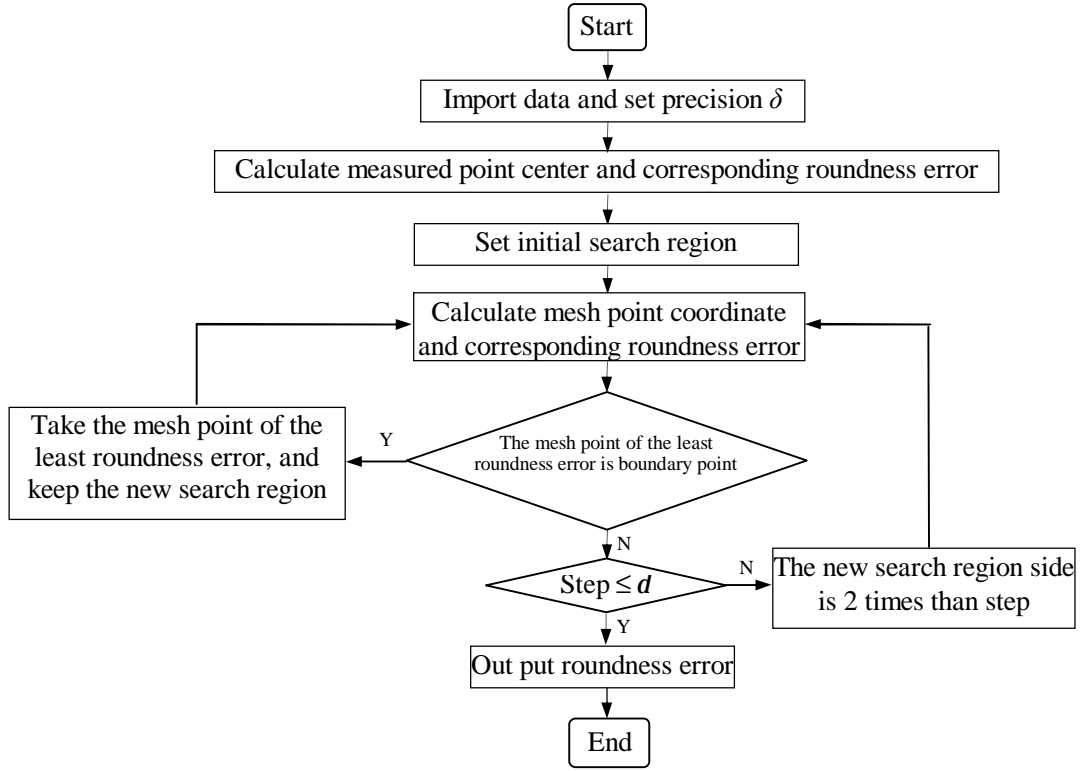 Start
Import data and set precision δ
Calculate measured point center and corresponding roundness error
Set initial search region
Calculate mesh point coordinate
and corresponding roundness error
Take the mesh point of the
least roundness error, and
keep the new search region
Y
The mesh point of the least
roundness error is boundary point
N
Step ≤ d
N
The new search region side
is 2 times than step
Y
Out put roundness error
End